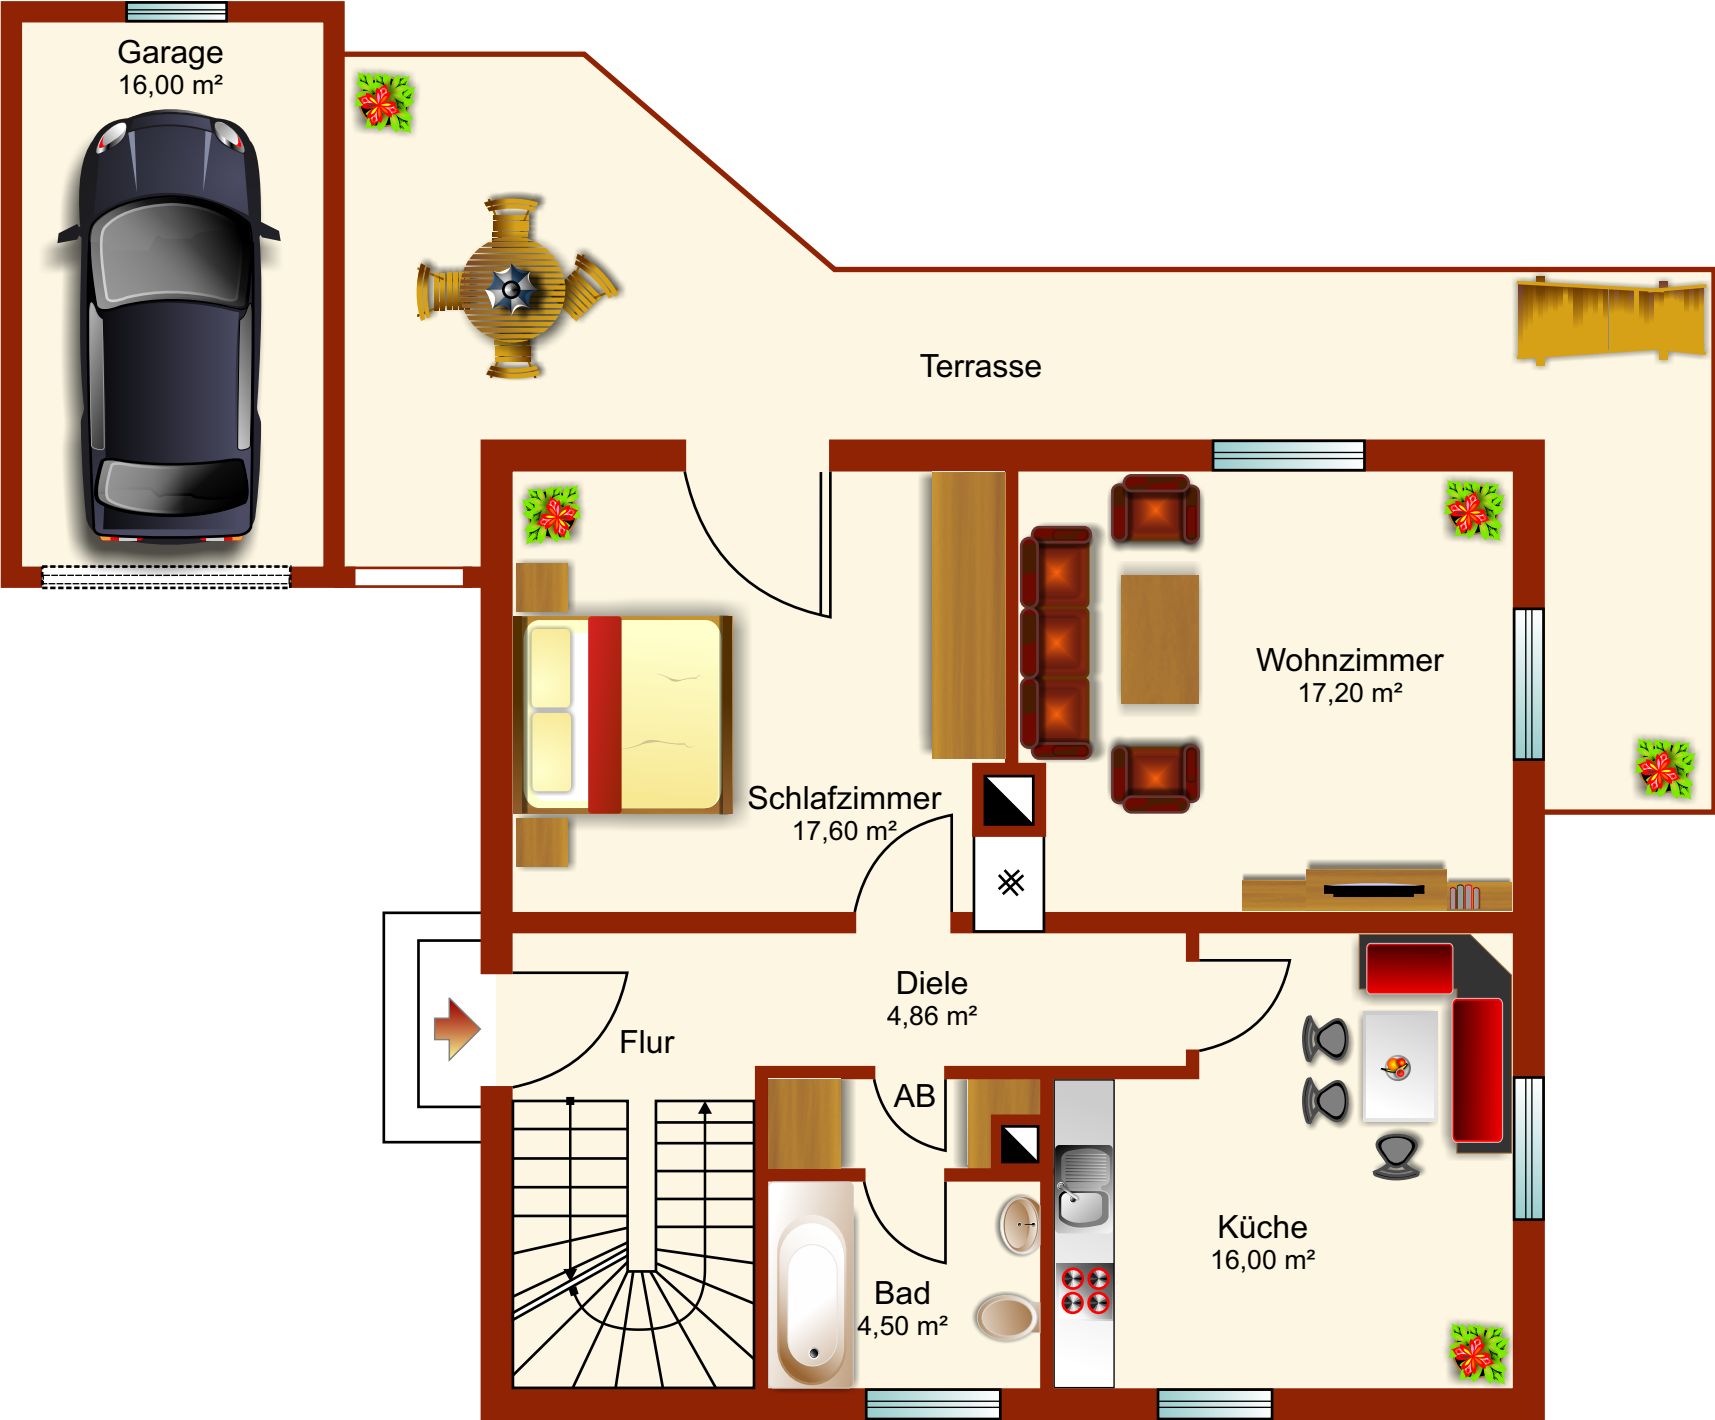 Garage
16,00 m²
Terrasse
Wohnzimmer
17,20 m²
Schlafzimmer
17,60 m²
Diele
4,86 m²
Flur
AB
Küche
16,00 m²
Bad
4,50 m²